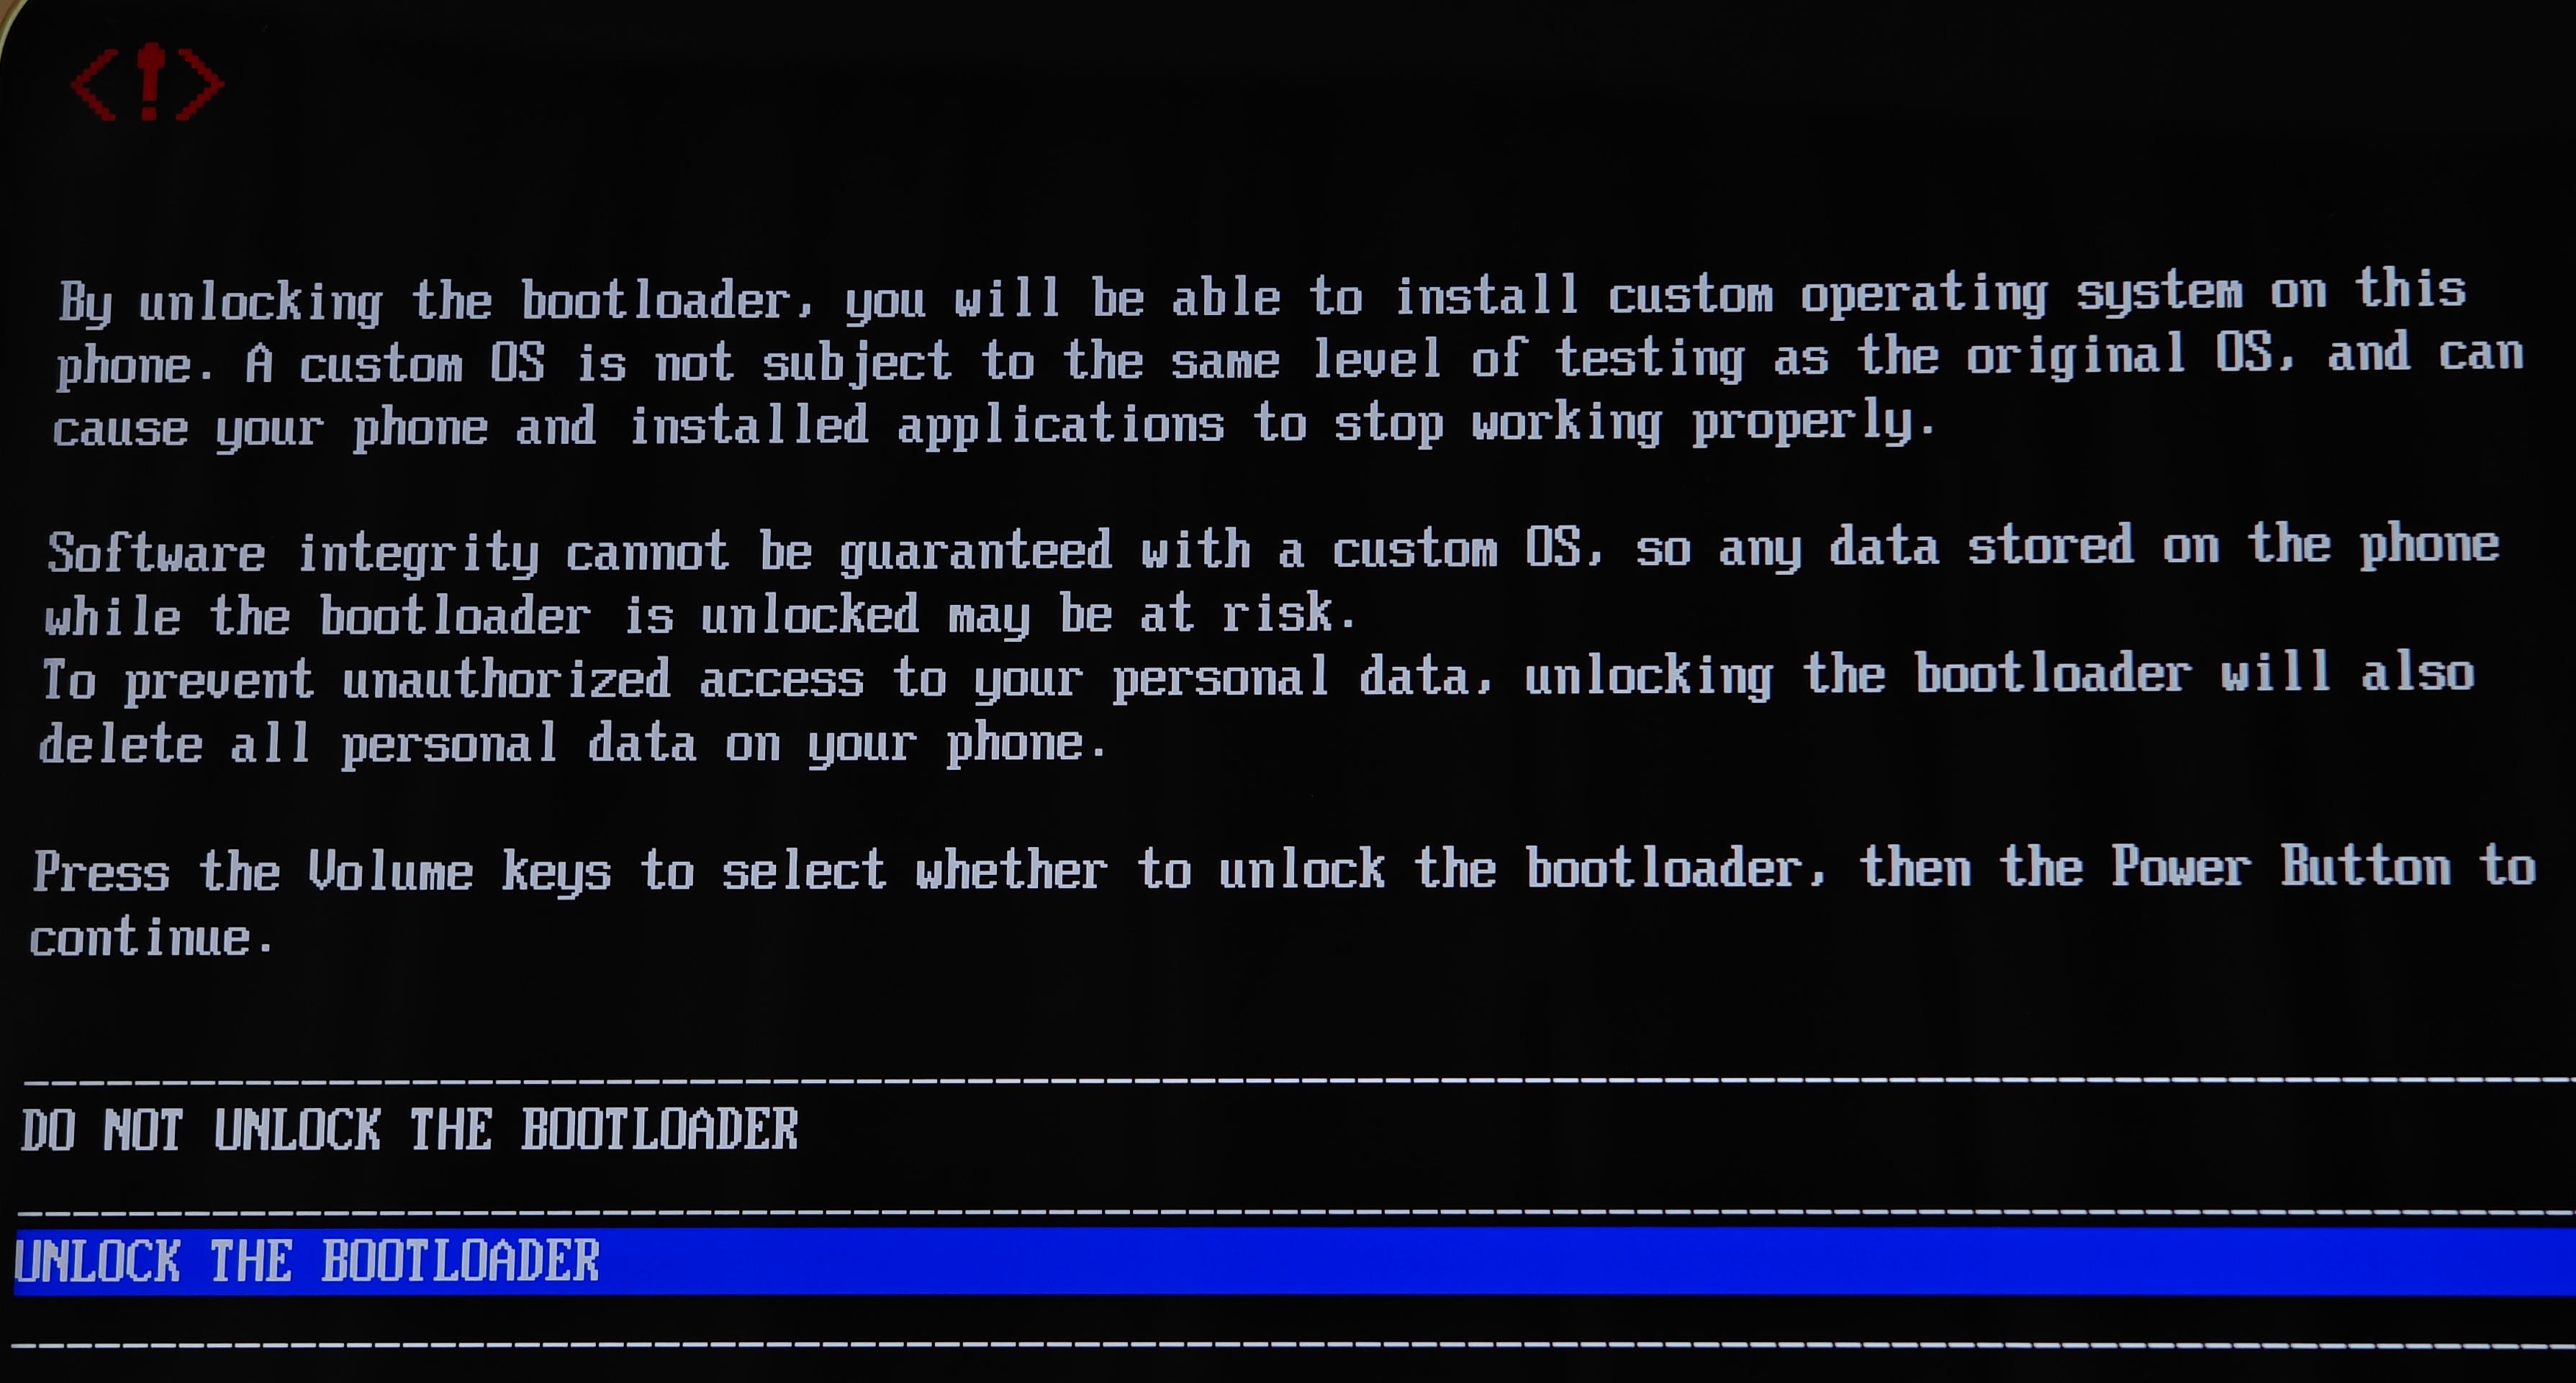 <!>
By unlocking the bootloader, you will be able to install custom operating system on this
phone. A custom OS is not subject to the same level of testing as the original OS, and can
cause your phone and installed applications to stop working properly.
Software integrity cannot be guaranteed with a custom OS, so any data stored on the phone
while the bootloader is unlocked may be at risk.
To prevent unauthorized access to your personal data, unlocking the bootloader will also
delete all personal data on your phone.
Press the Volume keys to select whether to unlock the bootloader, then the Power Button to
continue.
DO NOT UNLOCK THE BOOTLOADER
UNLOCK THE BOOTLOADER